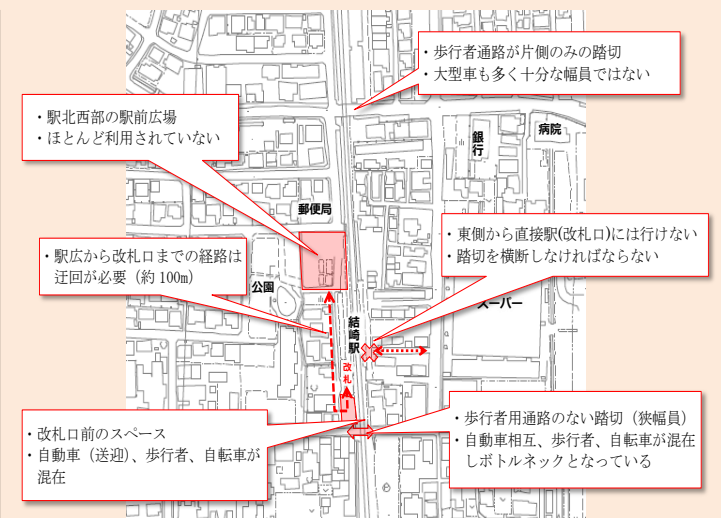 ・歩行者通路が片側のみの踏切
・大型車も多く十分な幅員ではない
・駅北西部の駅前広場
・ほとんど利用されていない
銀行
病院
郵便局
・東側から直接駅(改札口)には行けない
・踏切を横断しなければならない
・駅広から改札口までの経路は
迂回が必要（約 100m）
公園
スーパー
結崎駅
改札
・改札口前のスペース
・自動車（送迎）、歩行者、自転車が
混在
・歩行者用通路のない踏切（狭幅員）
・自動車相互、歩行者、自転車が混在
しボトルネックとなっている